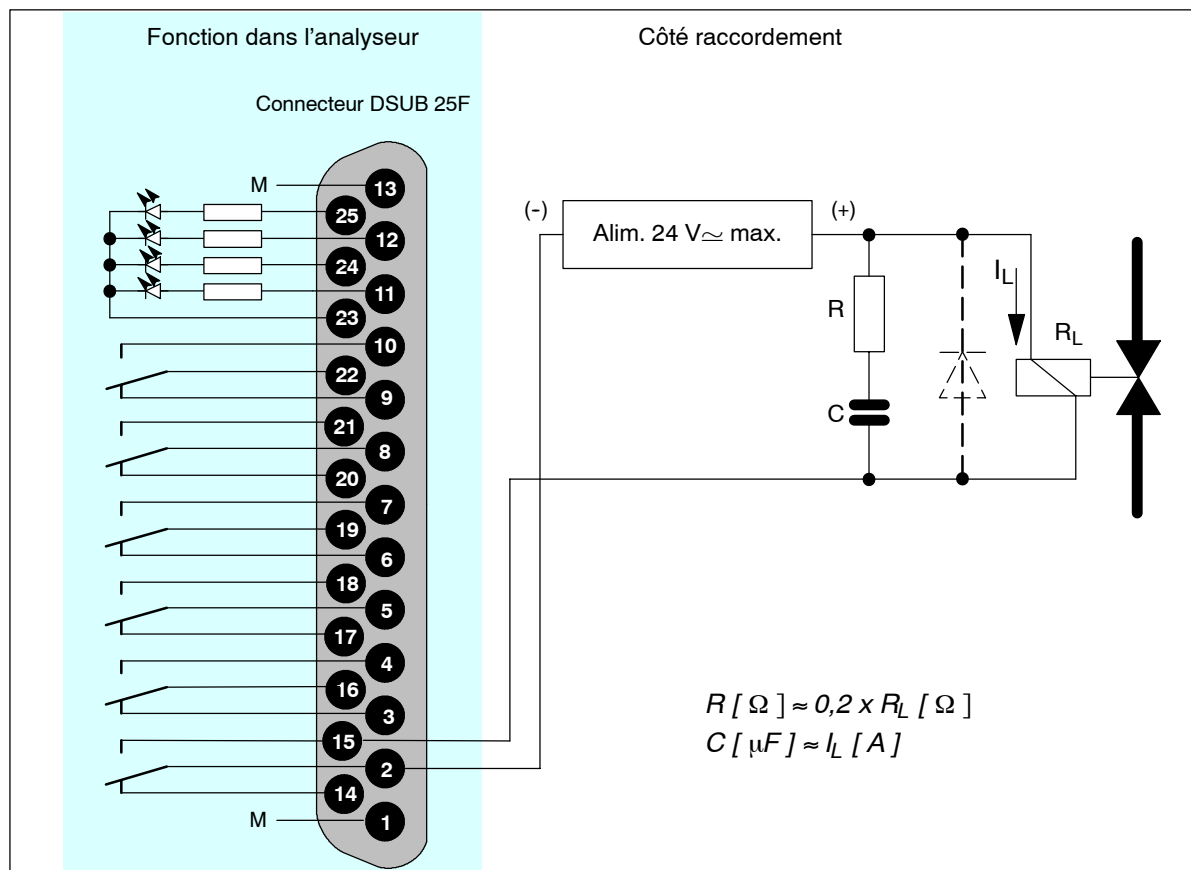 Fonction dans l'analyseur
Côté raccordement
Connecteur DSUB 25F
M
13
25
12
24
11
23
10
22
9
21
8
20
7
19
6
18
5
17
4
16
3
15
2
14
M
1
(-)
Alim. 24 V≃ max.
(+)
R
C
I_L
R_L
R [ Ω ] ≈ 0,2 x R_L [ Ω ]
C [ µF ] ≈ I_L [ A ]